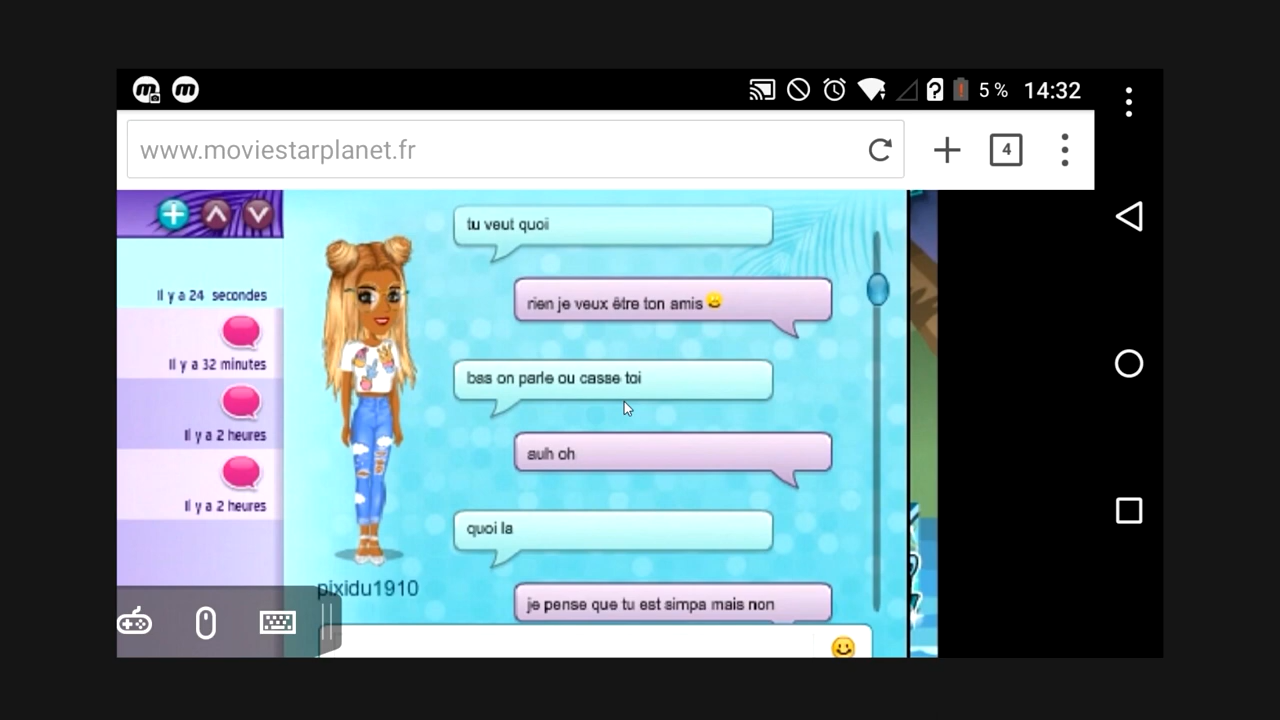 5 % 14:32
www.moviestarplanet.fr
4
tu veut quoi
rien je veux être ton amis
Il y a 24 secondes
Il y a 32 minutes
bas on parle ou casse toi
Il y a 2 heures
auh oh
Il y a 2 heures
quoi la
pixidu1910
je pense que tu est simpa mais non